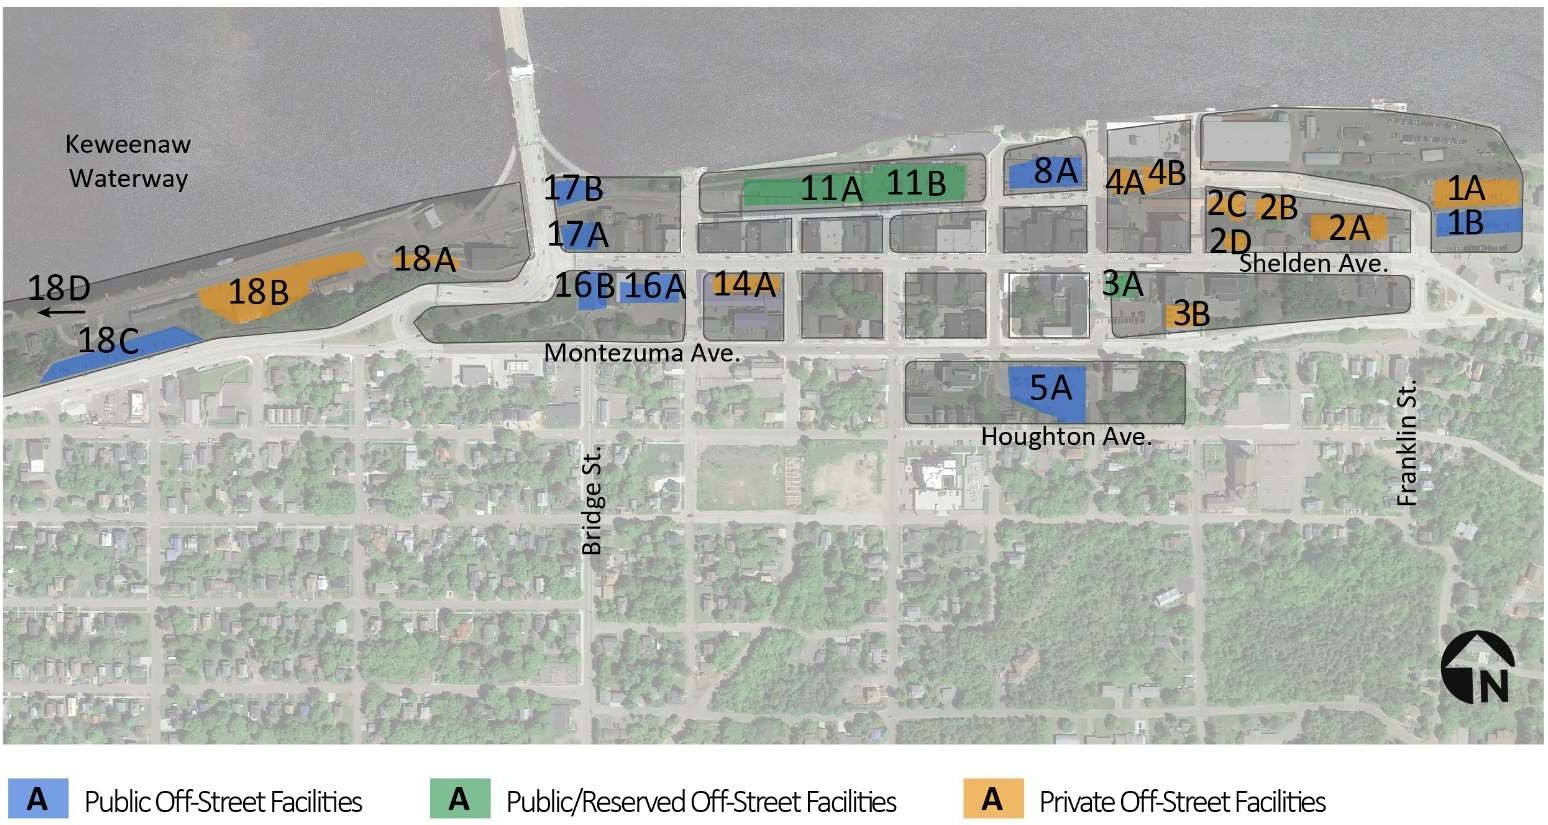 Keweenaw
Waterway
17B
17A
11A
11B
8A
4A
4B
2C
2B
2A
2D
1A
1B
Shelden Ave.
18D
18C
18B
18A
16B
16A
14A
3A
3B
Montezuma Ave.
5A
Houghton Ave.
Bridge St.
Franklin St.
N
A Public Off-Street Facilities
A Public/Reserved Off-Street Facilities
A Private Off-Street Facilities